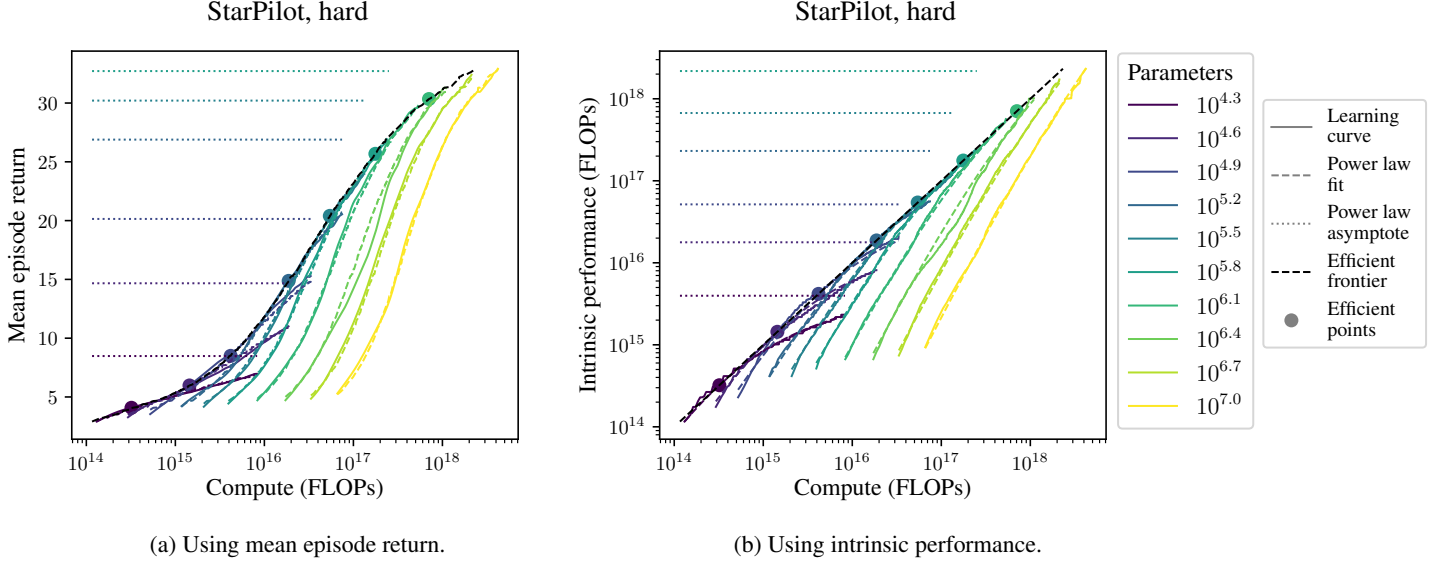 StarPilot, hard
30
25
20
15
10
5
Mean episode return
10^14 10^15 10^16 10^17 10^18
Compute (FLOPs)
(a) Using mean episode return.
StarPilot, hard
10^18
10^17
10^16
10^15
10^14
Intrinsic performance (FLOPs)
10^14 10^15 10^16 10^17 10^18
Compute (FLOPs)
(b) Using intrinsic performance.
Parameters
10^4.3
10^4.6
10^4.9
10^5.2
10^5.5
10^5.8
10^6.1
10^6.4
10^6.7
10^7.0
Learning
curve
Power law
fit
Power law
asymptote
Efficient
frontier
Efficient
points